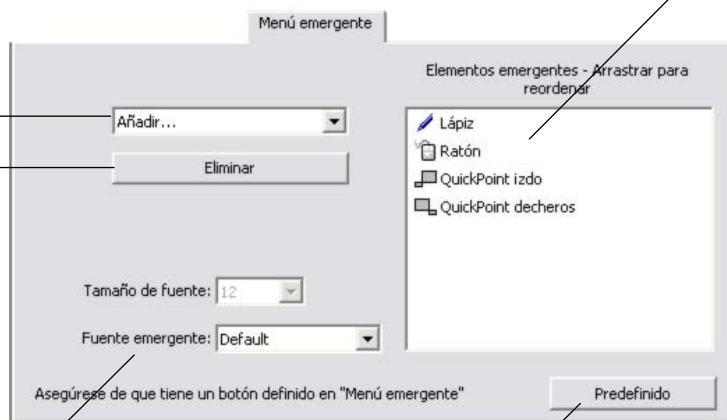 Menú emergente
Elementos emergentes - Arrastrar para
reordenar
Añadir...
Eliminar
Lápiz
Ratón
QuickPoint izdo
QuickPoint decheros
Tamaño de fuente: 12
Fuente emergente: Default
Asegúrese de que tiene un botón definido en "Menú emergente"
Predefinido